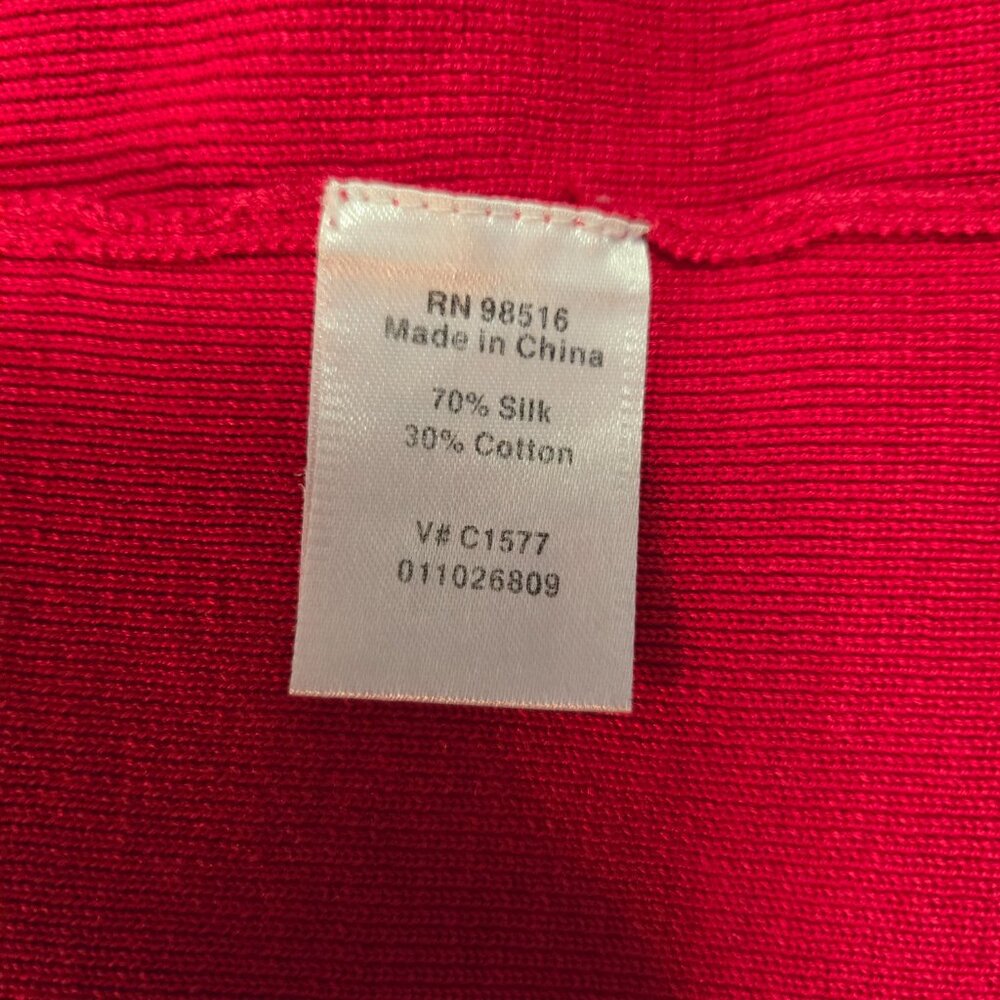 RN 98516
Made in China
70% Silk
30% Cotton
V# C1577
011026809